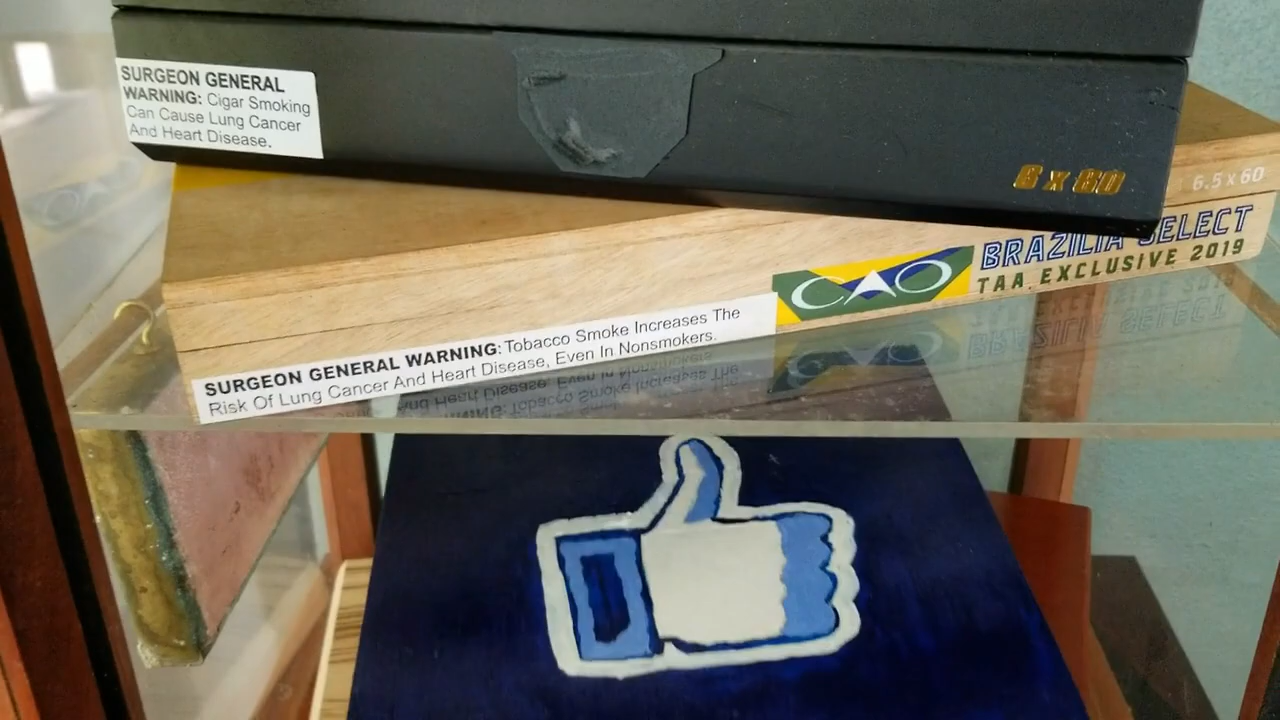 SURGEON GENERAL
WARNING: Cigar Smoking
Can Cause Lung Cancer
And Heart Disease.
6 x 60
6.5 x 60
BRAZILIA SELECT
TAA EXCLUSIVE 2019
CAO
SURGEON GENERAL WARNING: Tobacco Smoke Increases The
Risk Of Lung Cancer And Heart Disease, Even In Nonsmokers.